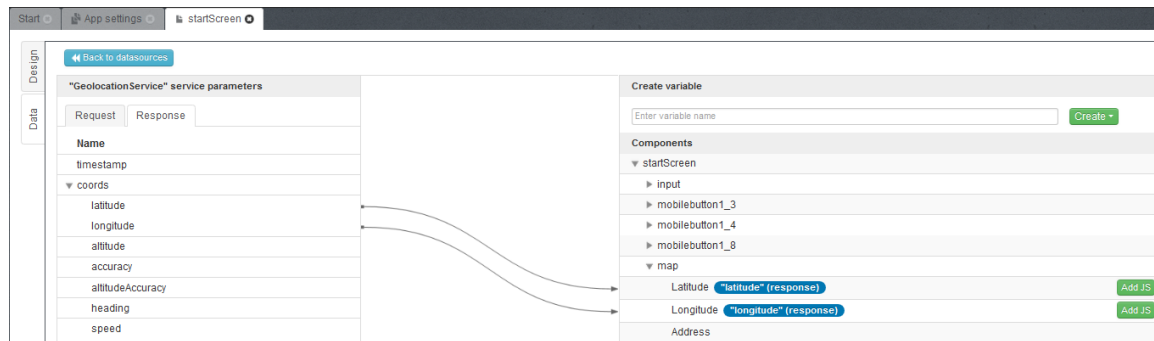 Start
App settings
startScreen
Design
Data
Back to datasources
"GeolocationService" service parameters
Request Response
Name
timestamp
coords
latitude
longitude
altitude
accuracy
altitudeAccuracy
heading
speed
Create variable
Enter variable name
Create
Components
startScreen
input
mobilebutton1_3
mobilebutton1_4
mobilebutton1_8
map
Latitude "latitude" (response) Add JS
Longitude "longitude" (response) Add JS
Address